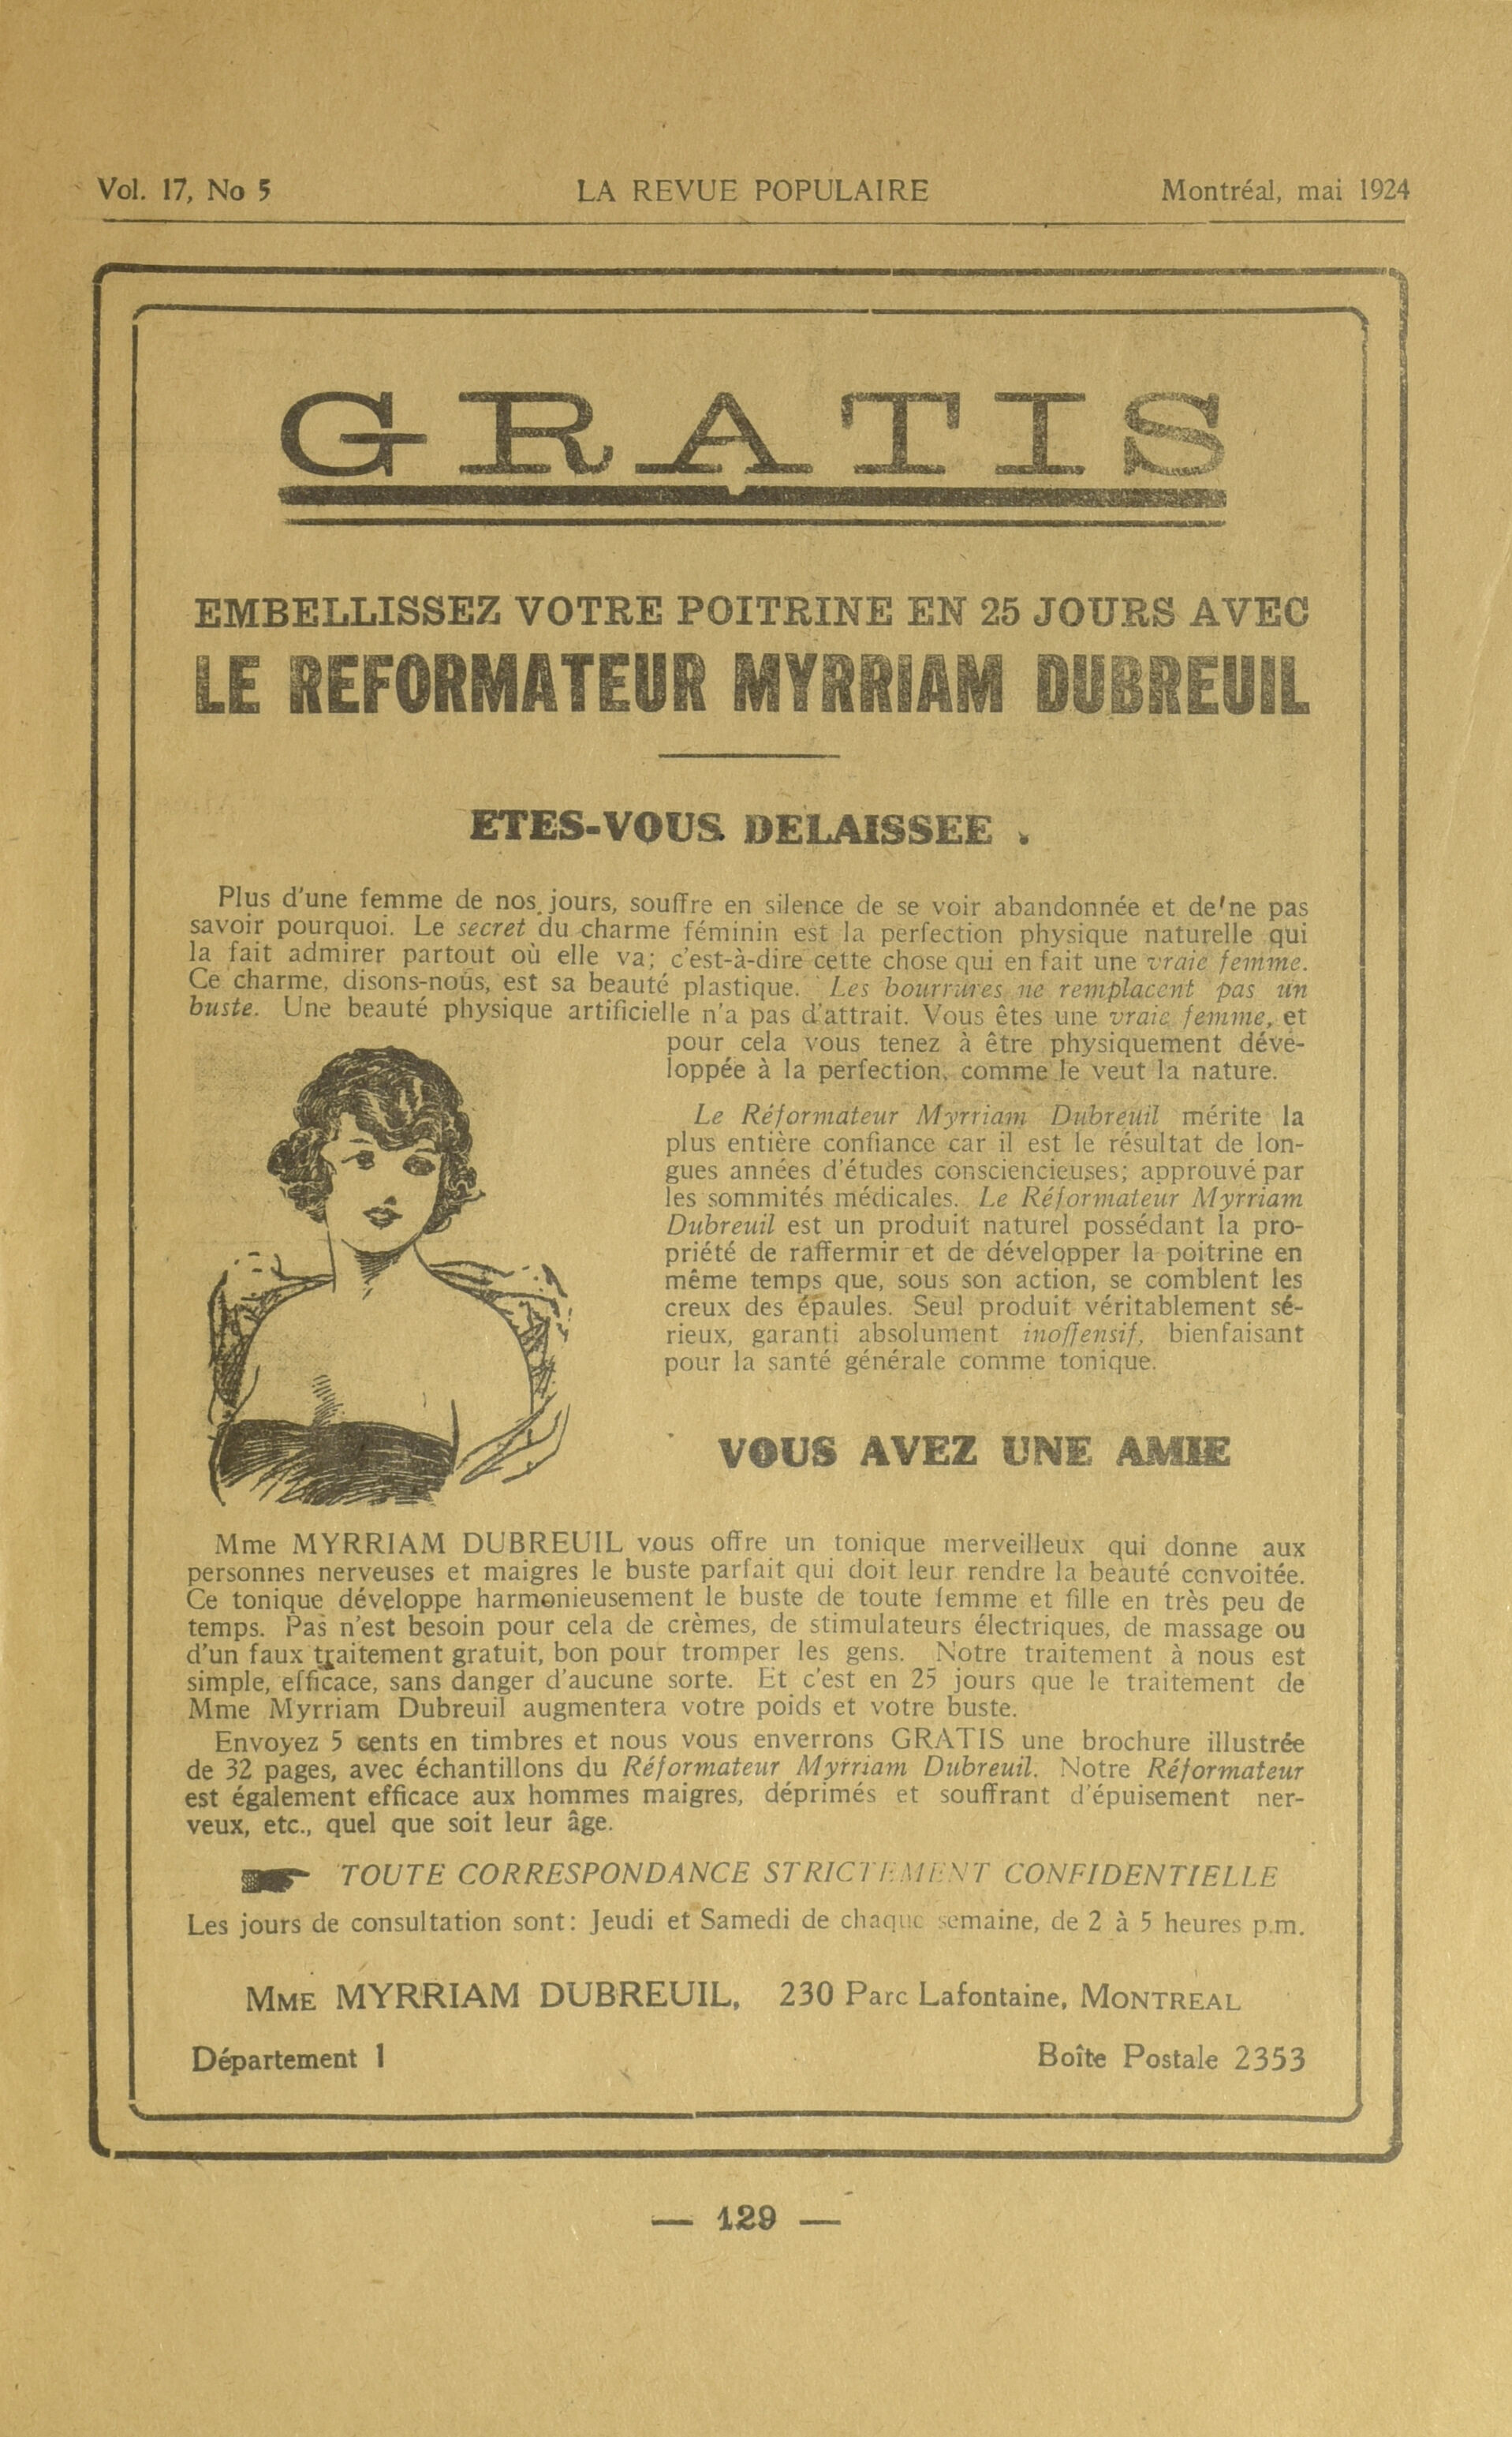 Vol. 17, No 5 LA REVUE POPULAIRE Montréal, mai 1924
GRATIS
EMBELLISSEZ VOTRE POITRINE EN 25 JOURS AVEC
LE REFORMATEUR MYRRIAM DUBREUIL
ETES-VOUS DELAISSEE .
Plus d'une femme de nos jours, souffre en silence de se voir abandonnée et de ne pas
savoir pourquoi. Le secret du charme féminin est la perfection physique naturelle qui
la fait admirer partout où elle va; c'est-à-dire cette chose qui en fait une vraie femme.
Ce charme, disons-nous, est sa beauté plastique. Les bourrures ne remplacent pas un
buste. Une beauté physique artificielle n'a pas d'attrait. Vous êtes une vraie femme, et
pour cela vous tenez à être physiquement déve-
loppée à la perfection, comme le veut la nature.
Le Réformateur Myrriam Dubreuil mérite la
plus entière confiance car il est le résultat de lon-
gues années d'études consciencieuses; approuvé par
les sommités médicales. Le Réformateur Myrriam
Dubreuil est un produit naturel possédant la pro-
priété de raffermir et de développer la poitrine en
même temps que, sous son action, se comblent les
creux des épaules. Seul produit véritablement sé-
rieux, garanti absolument inoffensif, bienfaisant
pour la santé générale comme tonique.
VOUS AVEZ UNE AMIE
Mme MYRRIAM DUBREUIL vous offre un tonique merveilleux qui donne aux
personnes nerveuses et maigres le buste parfait qui doit leur rendre la beauté convoitée.
Ce tonique développe harmonieusement le buste de toute femme et fille en très peu de
temps. Pas n'est besoin pour cela de crèmes, de stimulateurs électriques, de massage ou
d'un faux traitement gratuit, bon pour tromper les gens. Notre traitement à nous est
simple, efficace, sans danger d'aucune sorte. Et c'est en 25 jours que le traitement de
Mme Myrriam Dubreuil augmentera votre poids et votre buste.
Envoyez 5 cents en timbres et nous vous enverrons GRATIS une brochure illustrée
de 32 pages, avec échantillons du Réformateur Myrriam Dubreuil. Notre Réformateur
est également efficace aux hommes maigres, déprimés et souffrant d'épuisement ner-
veux, etc., quel que soit leur âge.
TOUTE CORRESPONDANCE STRICTEMENT CONFIDENTIELLE
Les jours de consultation sont: Jeudi et Samedi de chaque semaine, de 2 à 5 heures p.m.
MME MYRRIAM DUBREUIL, 230 Parc Lafontaine, MONTREAL
Département 1 Boîte Postale 2353
— 129 —